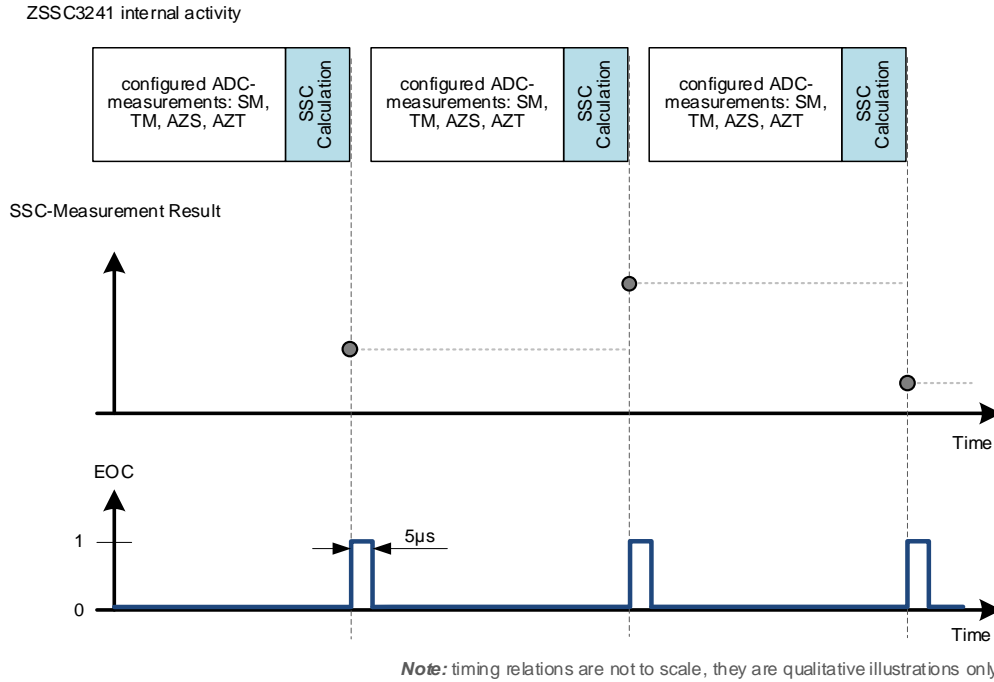 ZSSC3241 internal activity
configured ADC-
measurements: SM,
TM, AZS, AZT
SSC
Calculation
configured ADC-
measurements: SM,
TM, AZS, AZT
SSC
Calculation
configured ADC-
measurements: SM,
TM, AZS, AZT
SSC
Calculation
SSC-Measurement Result
Time
EOC
1
5µs
0
Time
Note: timing relations are not to scale, they are qualitative illustrations only